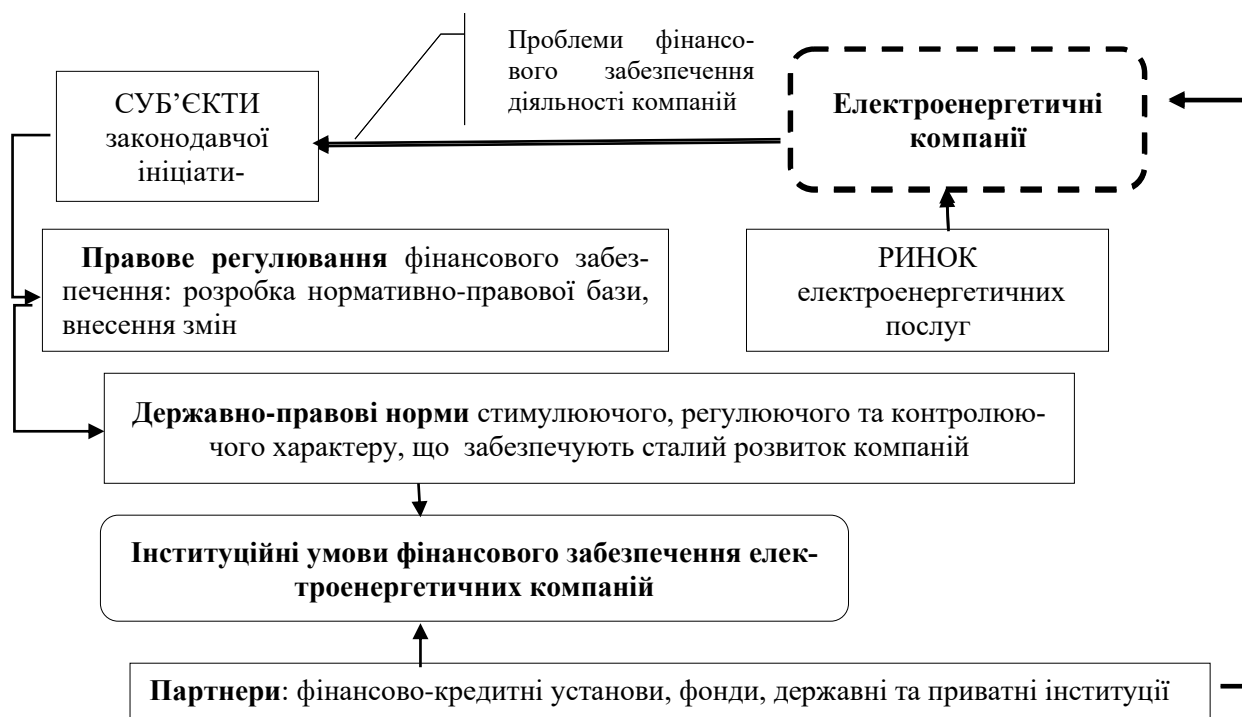 Проблеми фінансо-
вого забезпечення
діяльності компаній
СУБ’ЄКТИ
законодавчої
ініціати-
Електроенергетичні
компанії
Правове регулювання фінансового забез-
печення: розробка нормативно-правової бази,
внесення змін
РИНОК
електроенергетичних
послуг
Державно-правові норми стимулюючого, регулюючого та контролюю-
чого характеру, що забезпечують сталий розвиток компаній
Інституційні умови фінансового забезпечення елек-
троенергетичних компаній
Партнери: фінансово-кредитні установи, фонди, державні та приватні інституції